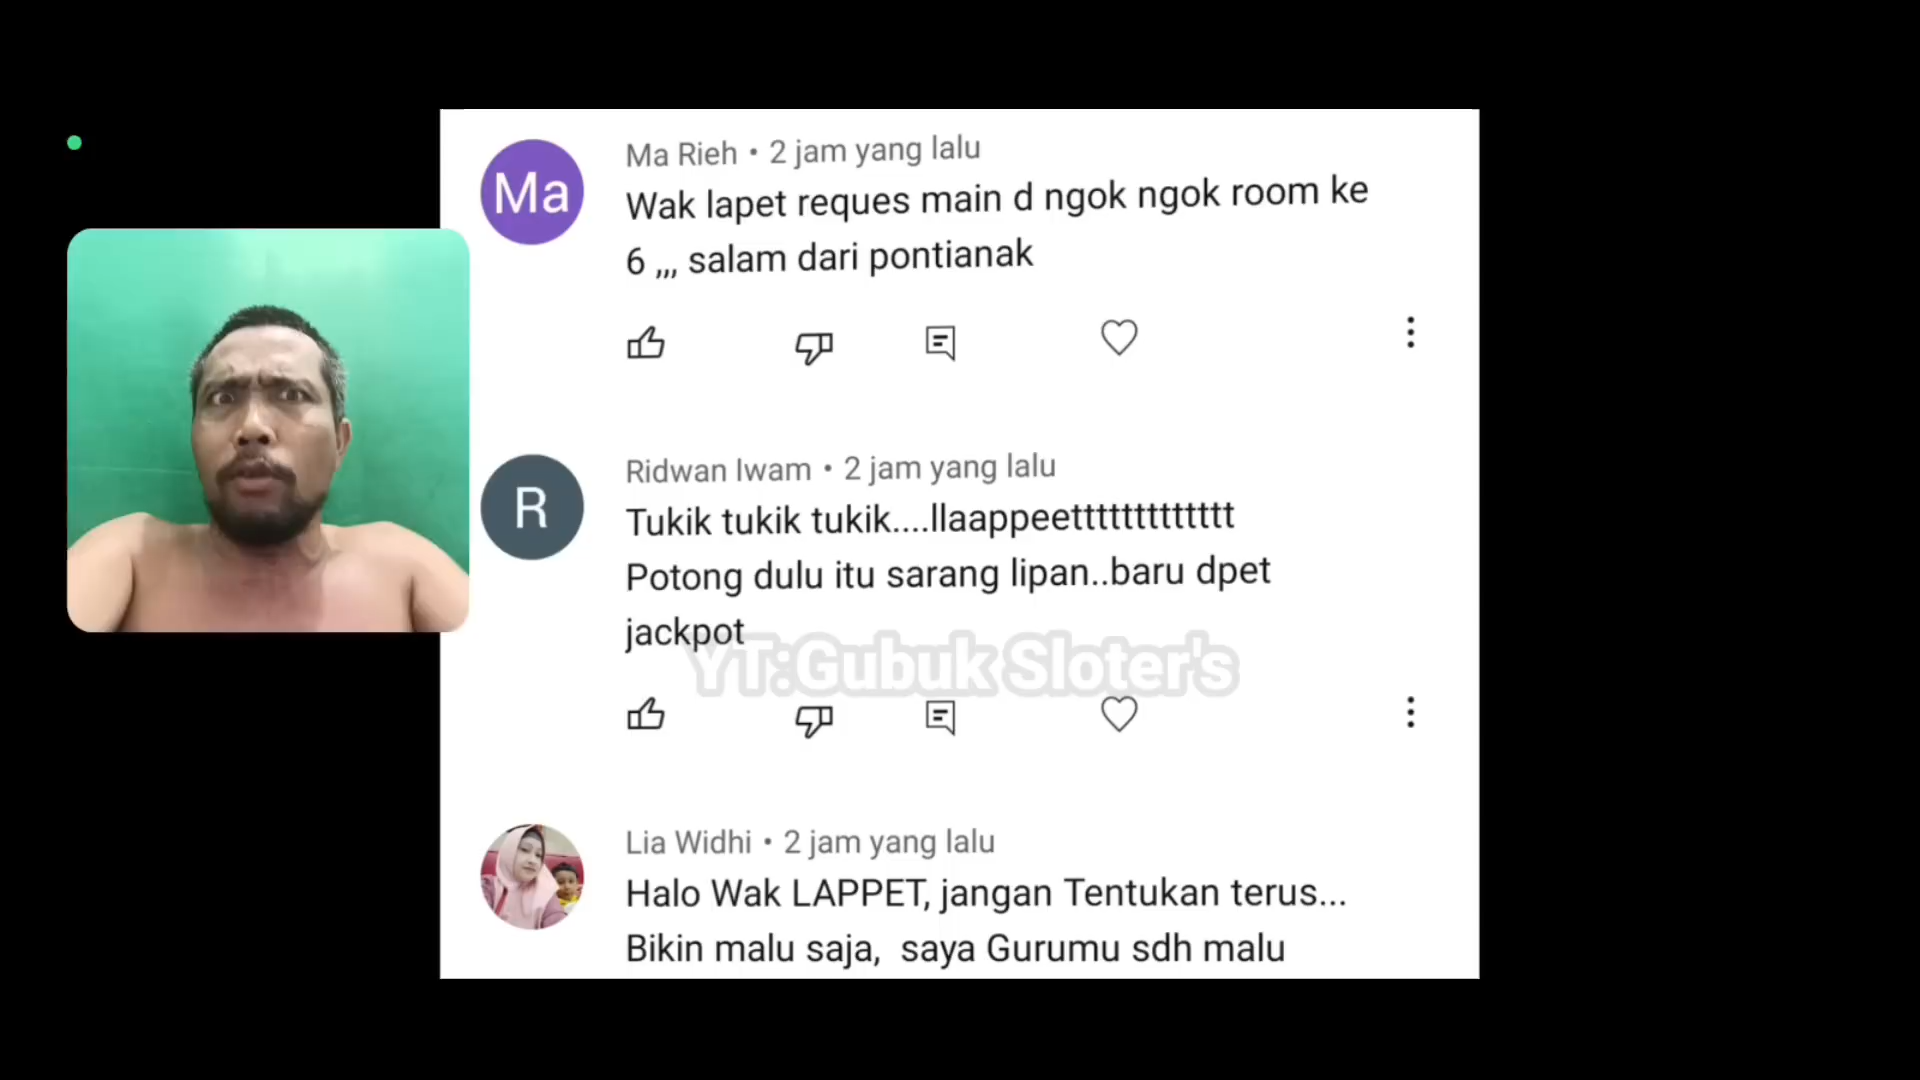 Ma
Ma Rieh • 2 jam yang lalu
Wak lapet reques main d ngok ngok room ke
6 ,,, salam dari pontianak
R
Ridwan Iwam • 2 jam yang lalu
Tukik tukik tukik....llaappeettttttttttttt
Potong dulu itu sarang lipan..baru dpet
jackpot
YT:Gubuk Sloter's
Lia Widhi • 2 jam yang lalu
Halo Wak LAPPET, jangan Tentukan terus...
Bikin malu saja,  saya Gurumu sdh malu